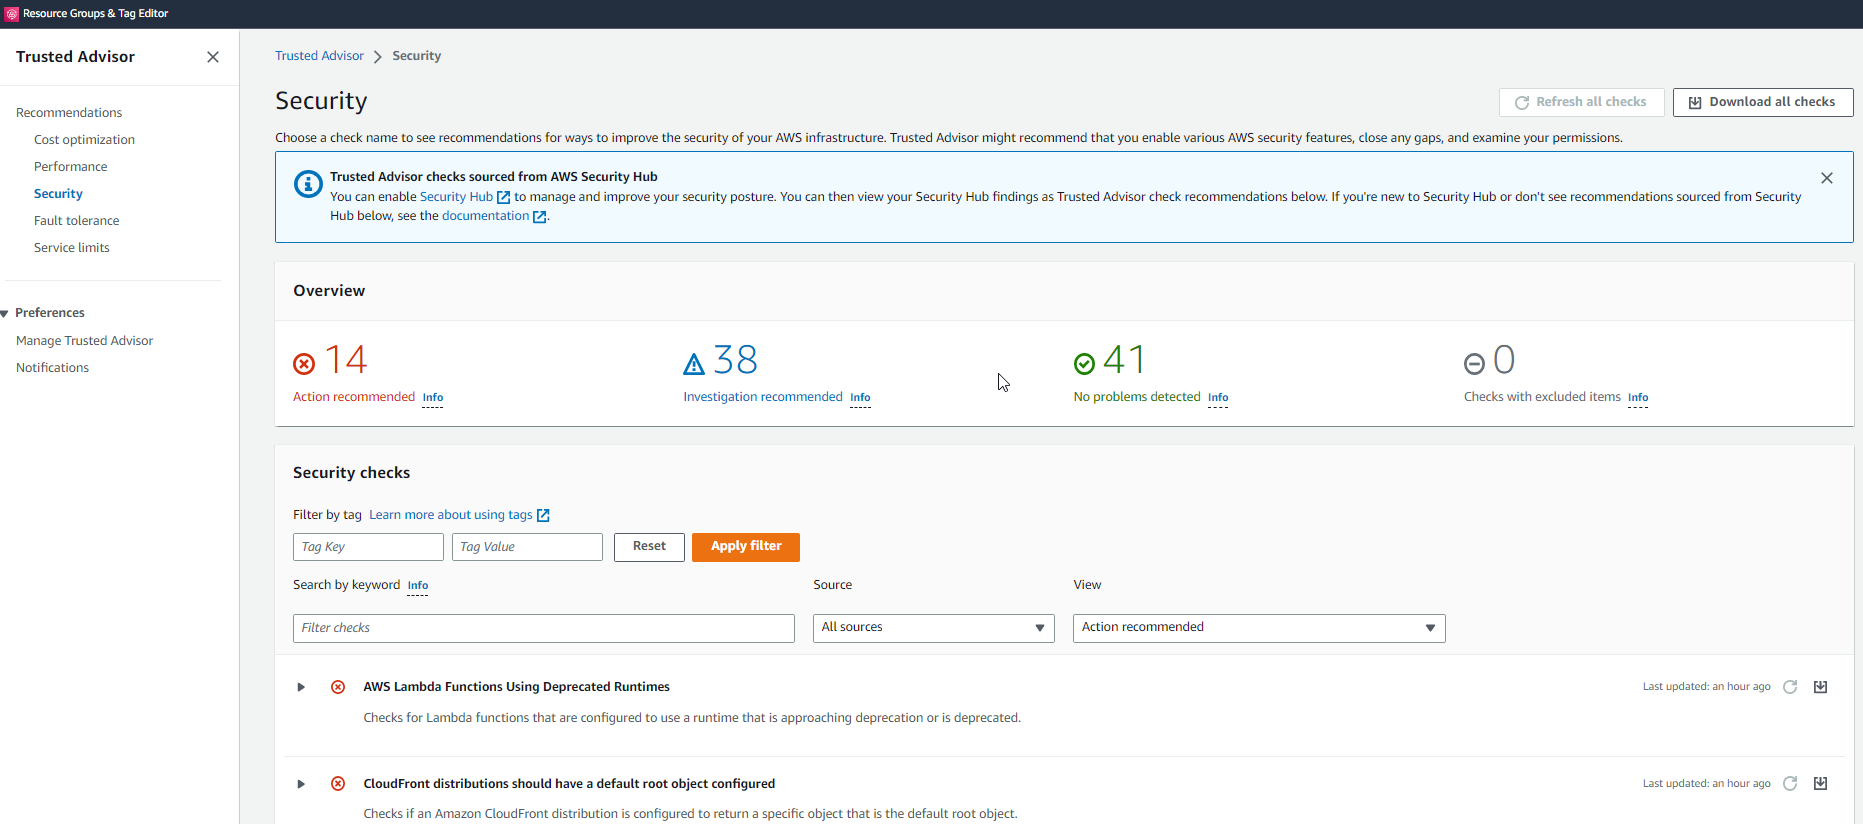 Resource Groups & Tag Editor
Trusted Advisor
Recommendations
Cost optimization
Performance
Security
Fault tolerance
Service limits
Preferences
Manage Trusted Advisor
Notifications
Trusted Advisor > Security
Security
Refresh all checks
Download all checks
Choose a check name to see recommendations for ways to improve the security of your AWS infrastructure. Trusted Advisor might recommend that you enable various AWS security features, close any gaps, and examine your permissions.
Trusted Advisor checks sourced from AWS Security Hub
You can enable Security Hub to manage and improve your security posture. You can then view your Security Hub findings as Trusted Advisor check recommendations below. If you're new to Security Hub or don't see recommendations sourced from Security
Hub below, see the documentation .
Overview
14
Action recommended Info
38
Investigation recommended Info
41
No problems detected Info
0
Checks with excluded items Info
Security checks
Filter by tag Learn more about using tags
Tag Key
Tag Value
Reset
Apply filter
Search by keyword Info
Source
View
Filter checks
All sources
Action recommended
AWS Lambda Functions Using Deprecated Runtimes
Last updated: an hour ago
Checks for Lambda functions that are configured to use a runtime that is approaching deprecation or is deprecated.
CloudFront distributions should have a default root object configured
Last updated: an hour ago
Checks if an Amazon CloudFront distribution is configured to return a specific object that is the default root object.